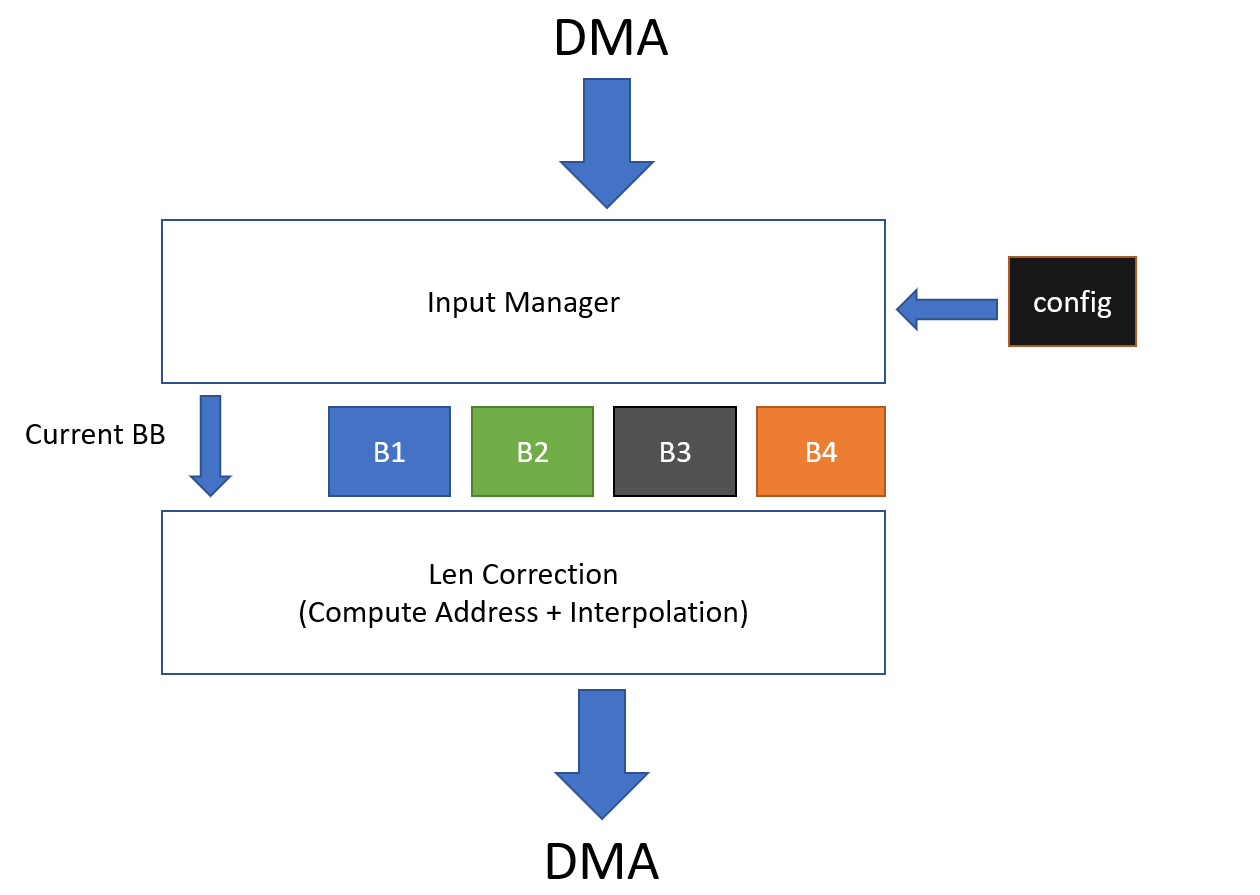 DMA
Input Manager
config
Current BB
B1
B2
B3
B4
Len Correction
(Compute Address + Interpolation)
DMA